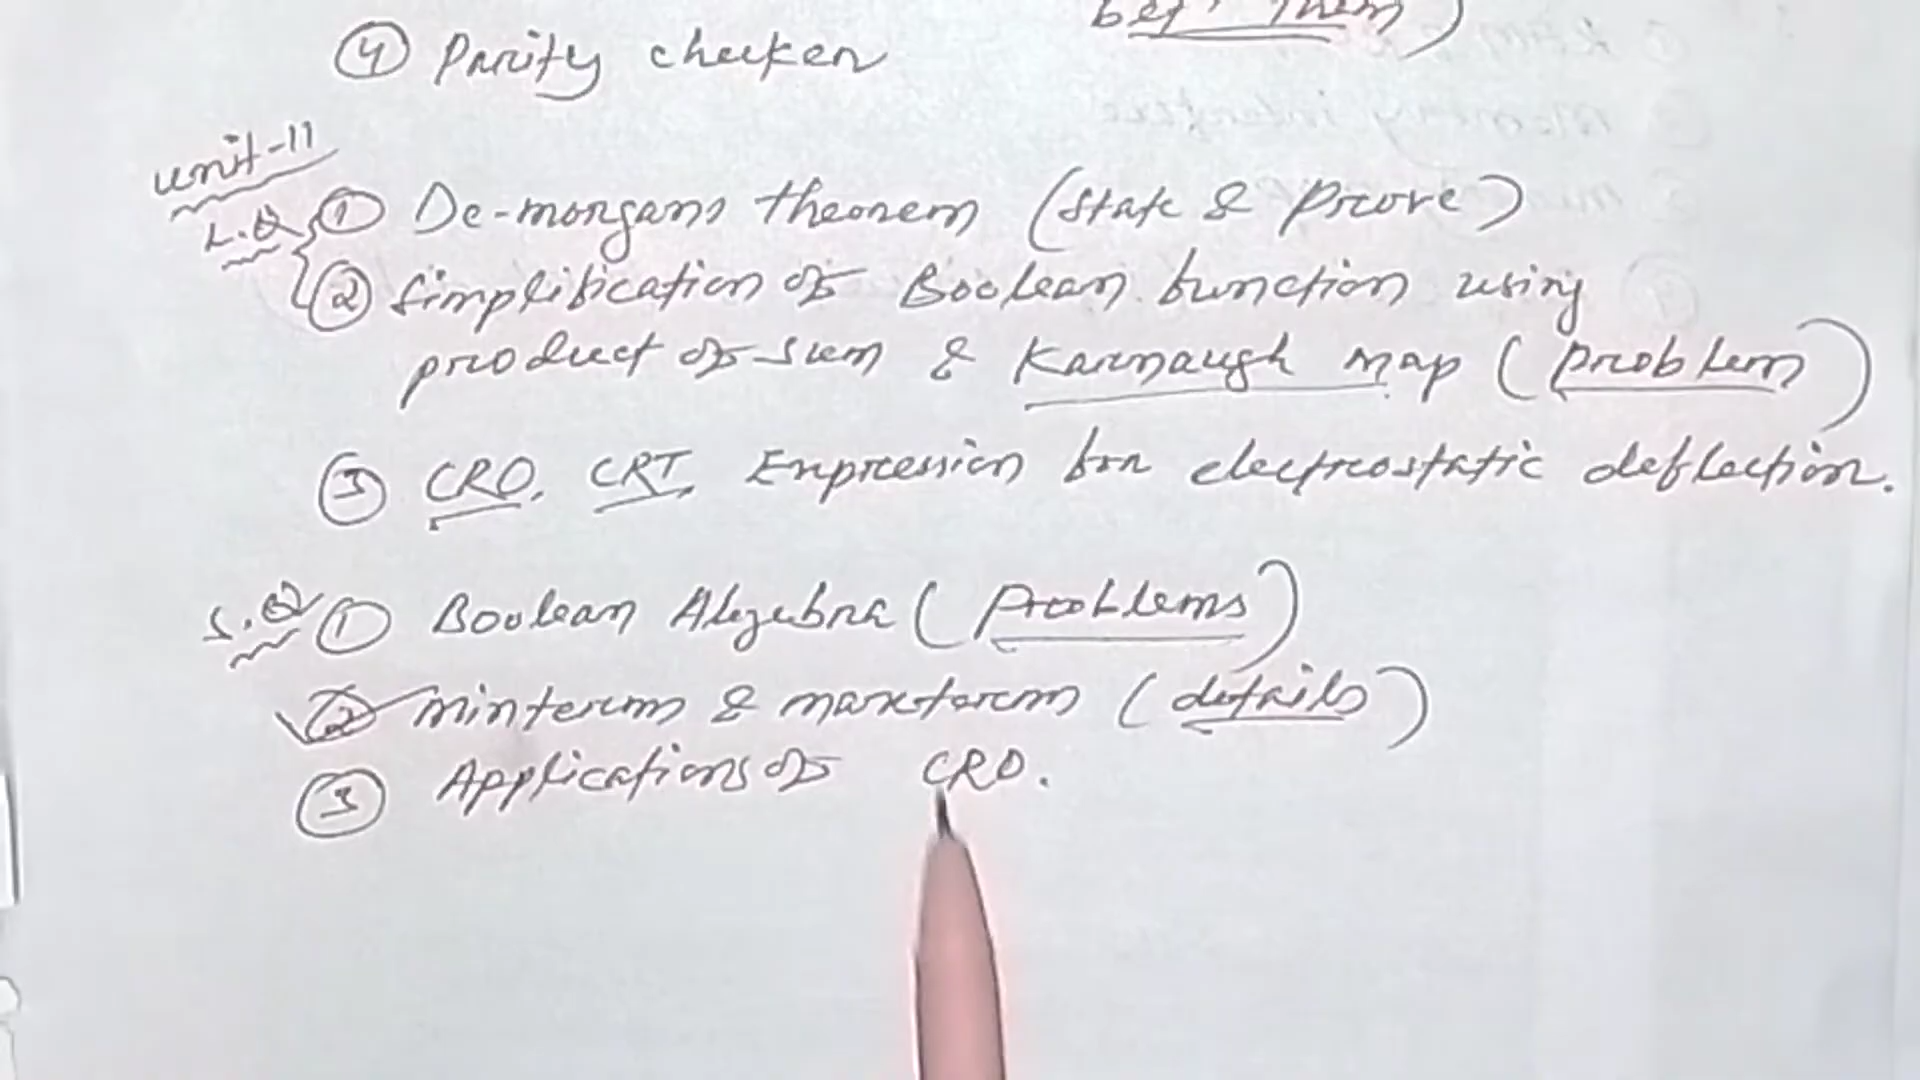 bet. Them)
④ Parity checker
Unit-II
L.Q ① De-morgans theorem (State & Prove)
② Simplification of Boolean function using
product of sum & Karnaugh map (problem)
③ CRO, CRT, Expression for electrostatic deflection.
S.Q ① Boolean Algebra (Problems)
② minterm & maxterm (details)
③ Applications of CRO.